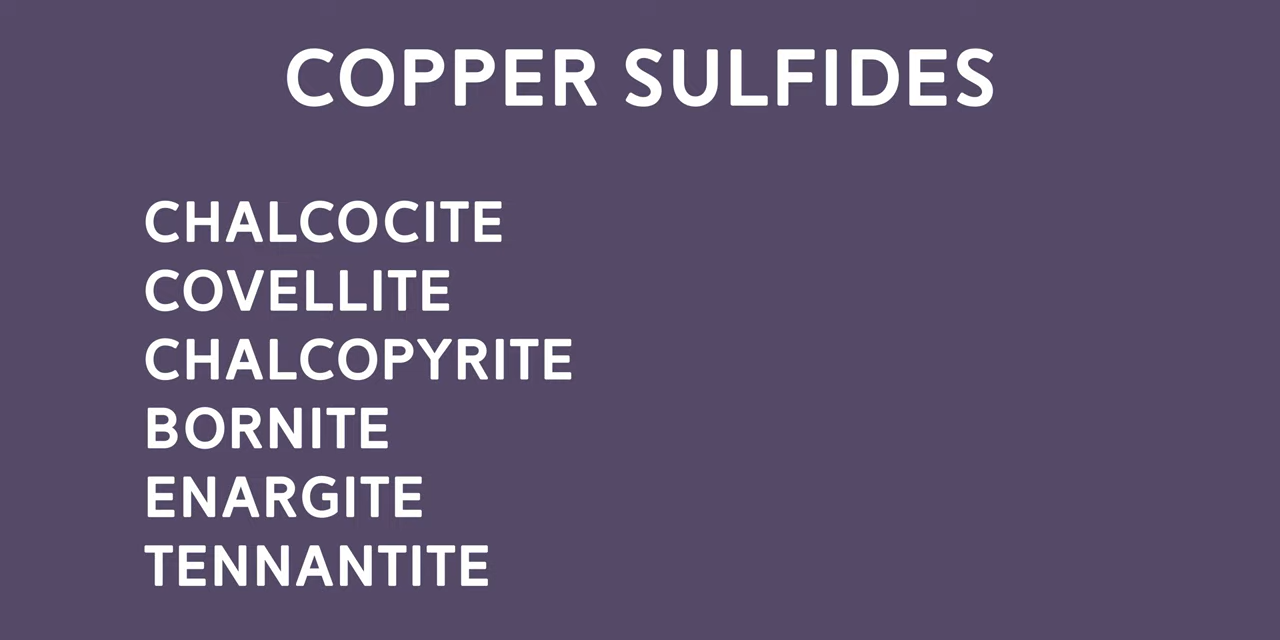 COPPER SULFIDES
CHALCOCITE
COVELLITE
CHALCOPYRITE
BORNITE
ENARGITE
TENNANTITE